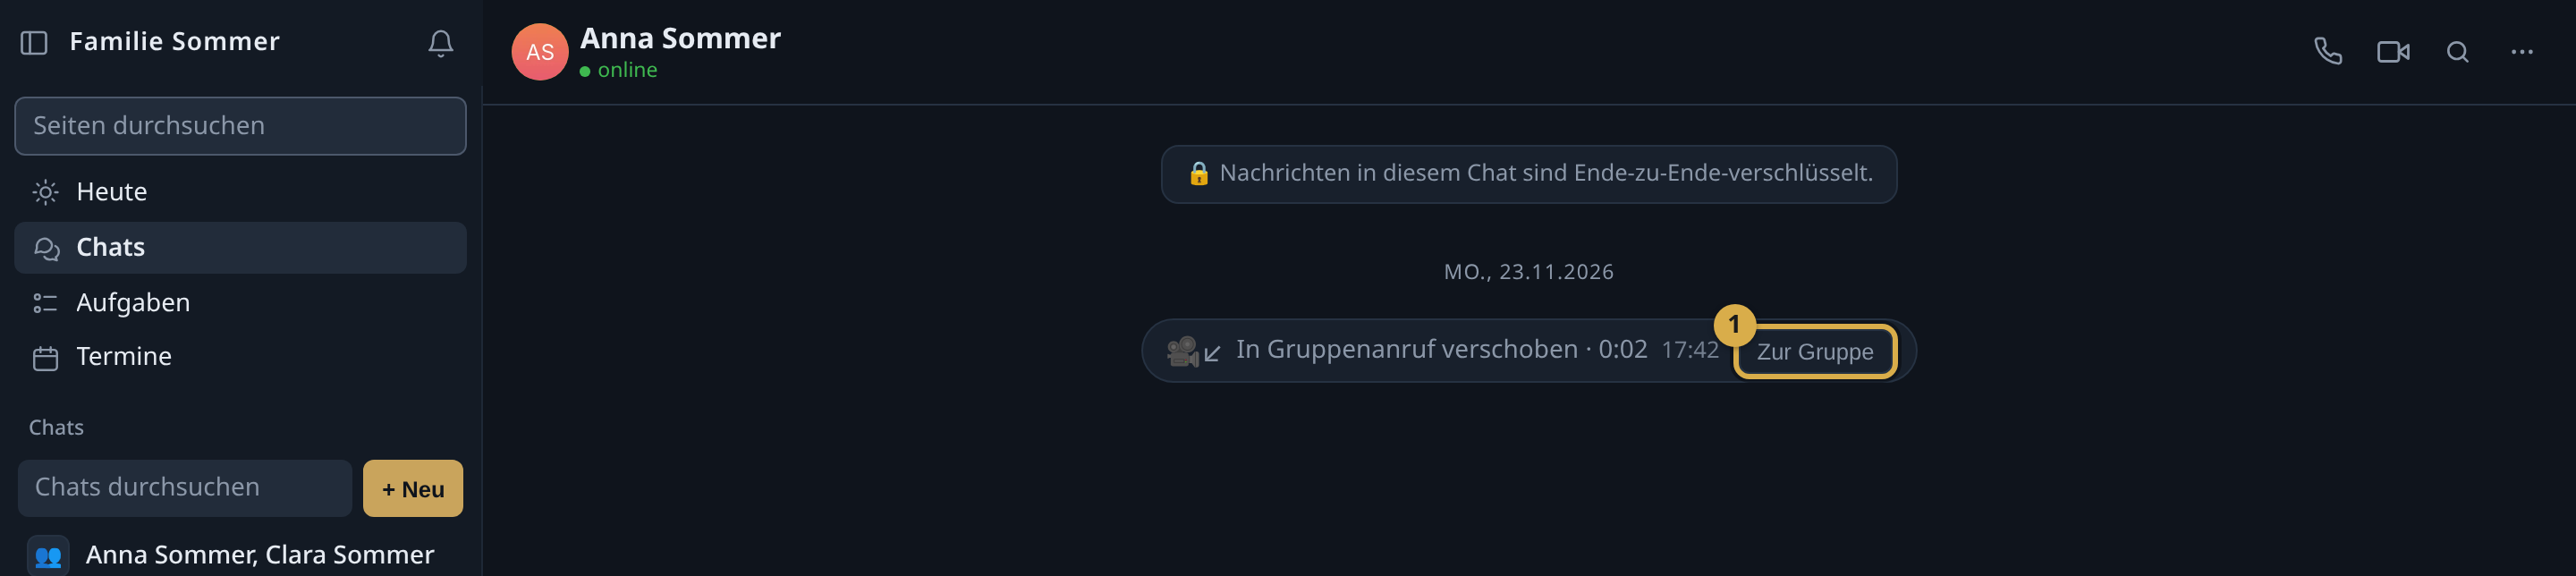 Familie Sommer
Seiten durchsuchen
Heute
Chats
Aufgaben
Termine
Chats
Chats durchsuchen
+ Neu
Anna Sommer, Clara Sommer
AS
Anna Sommer
online
🔒 Nachrichten in diesem Chat sind Ende-zu-Ende-verschlüsselt.
MO., 23.11.2026
In Gruppenanruf verschoben · 0:02 17:42 Zur Gruppe
1